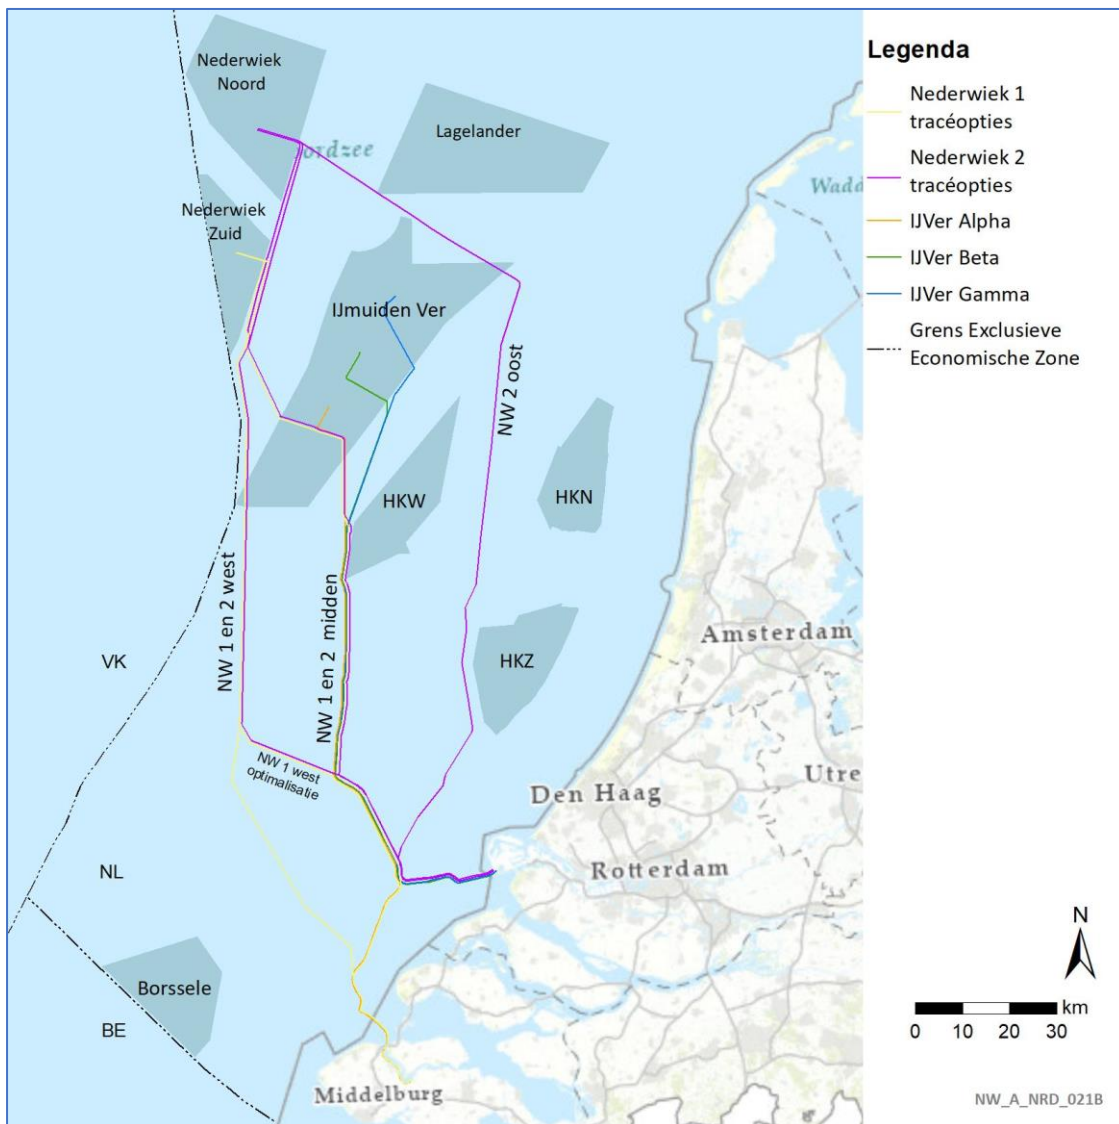 Nederwiek
Noord
Lagelander
ordzee
Nederwiek
Zuid
IJmuiden Ver
NW 2 oost
HKW
HKN
NW 1 en 2 west
NW 1 en 2 midden
HKZ
VK
NW 1 west
optimalisatie
NL
Borssele
BE
Wadd
Amsterdam
Utre
Den Haag
Rotterdam
Middelburg
Legenda
Nederwiek 1
tracéopties
Nederwiek 2
tracéopties
IJVer Alpha
IJVer Beta
IJVer Gamma
Grens Exclusieve
Economische Zone
N
km
0 10 20 30
NW_A_NRD_021B